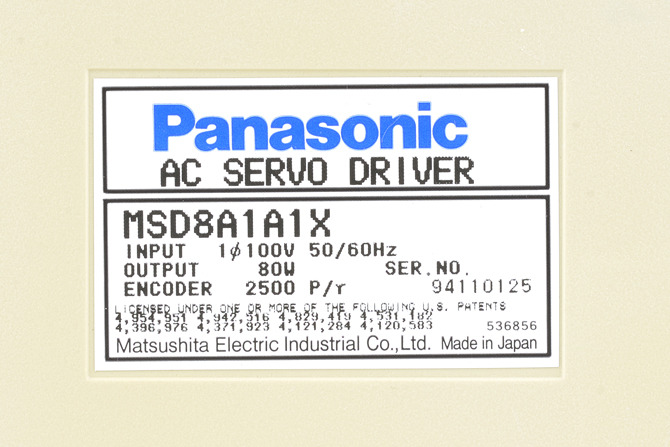 Panasonic
AC SERVO DRIVER
MSD8A1A1X
INPUT 1ϕ100V 50/60Hz
OUTPUT 80W SER.NO.
ENCODER 2500 P/r 94110125
LICENSED UNDER ONE OR MORE OF THE FOLLOWING U.S. PATENTS
4,954,951 4,942,516 4,829,419 4,531,182
4,396,976 4,371,923 4,121,284 4,120,583 536856
Matsushita Electric Industrial Co.,Ltd. Made in Japan